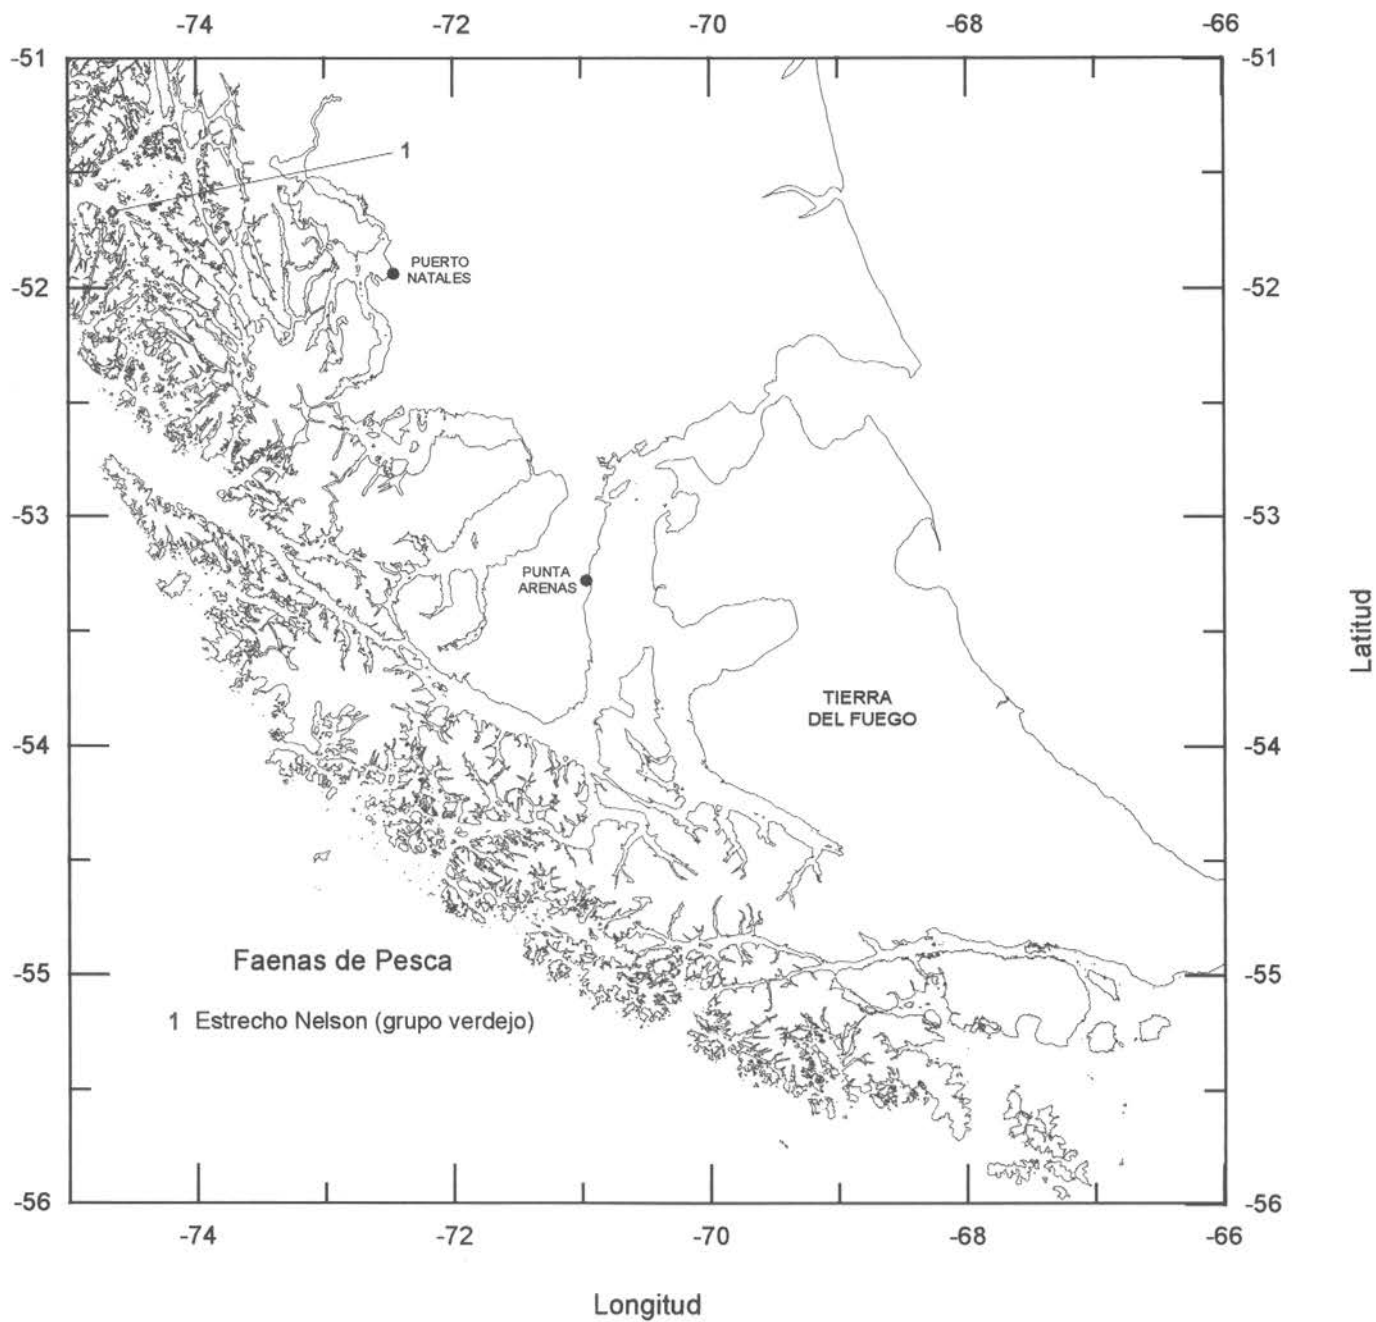 -74 -72 -70 -68 -66
-51 -51
1
PUERTO
NATALES
-52 -52
-53 -53
PUNTA
ARENAS
Latitud
TIERRA
DEL FUEGO
-54 -54
Faenas de Pesca
-55 -55
1 Estrecho Nelson (grupo verdejo)
-56 -56
-74 -72 -70 -68 -66
Longitud